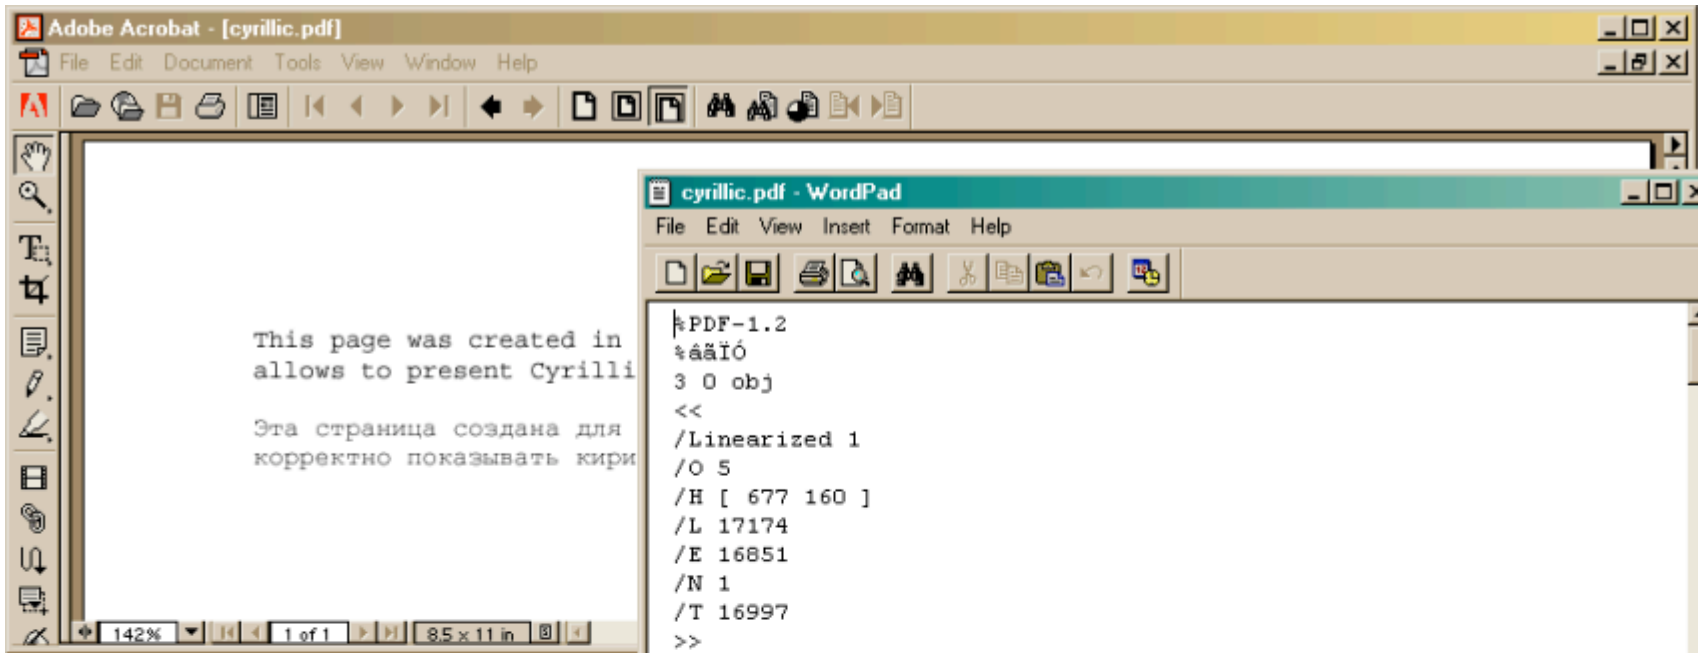 Adobe Acrobat - [cyrillic.pdf]
File Edit Document Tools View Window Help
This page was created in
allows to present Cyrilli
Эта страница создана для
корректно показывать кири
142% 1 of 1 8.5 x 11 in
cyrillic.pdf - WordPad
File Edit View Insert Format Help
%PDF-1.2
%âãÏÓ
3 0 obj
<<
/Linearized 1
/O 5
/H [ 677 160 ]
/L 17174
/E 16851
/N 1
/T 16997
>>